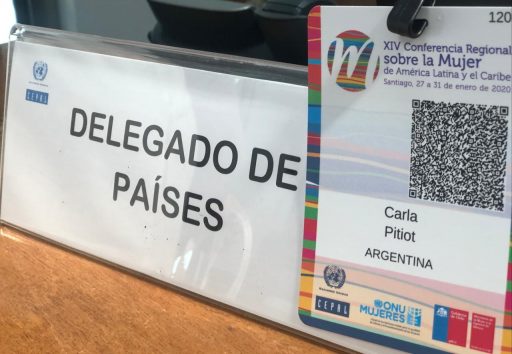 CEPAL
DELEGADO DE
PAÍSES
120
XIV Conferencia Regional
sobre la Mujer
de América Latina y el Caribe
Santiago, 27 a 31 de enero de 2020
Carla
Pitiot
ARGENTINA
CEPAL
ONU
MUJERES